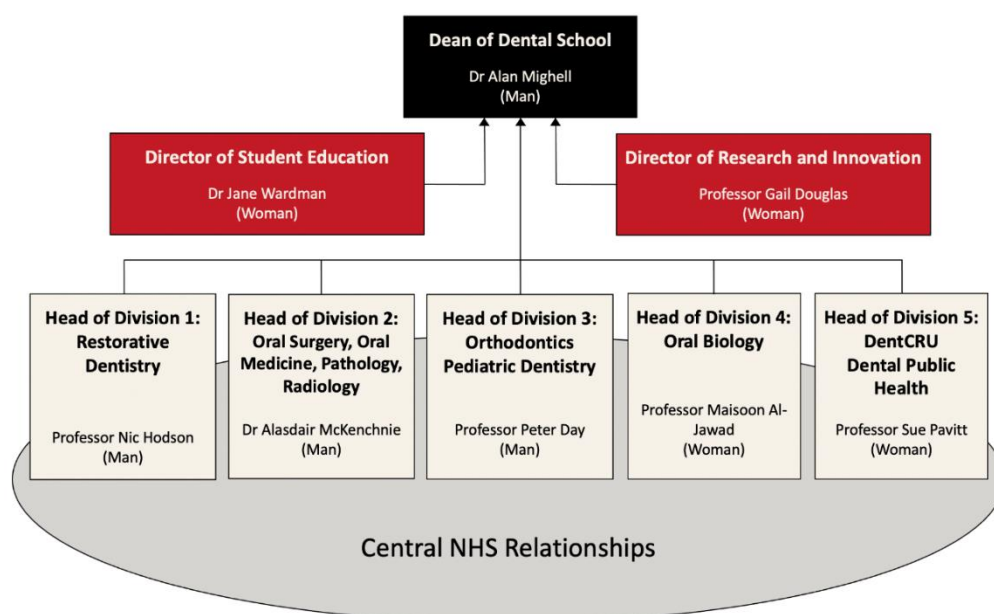 Dean of Dental School
Dr Alan Mighell
(Man)
Director of Student Education
Dr Jane Wardman
(Woman)
Director of Research and Innovation
Professor Gail Douglas
(Woman)
Head of Division 1:
Restorative
Dentistry
Professor Nic Hodson
(Man)
Head of Division 2:
Oral Surgery, Oral
Medicine, Pathology,
Radiology
Dr Alasdair McKenchnie
(Man)
Head of Division 3:
Orthodontics
Pediatric Dentistry
Professor Peter Day
(Man)
Head of Division 4:
Oral Biology
Professor Maisoon Al-
Jawad
(Woman)
Head of Division 5:
DentCRU
Dental Public
Health
Professor Sue Pavitt
(Woman)
Central NHS Relationships